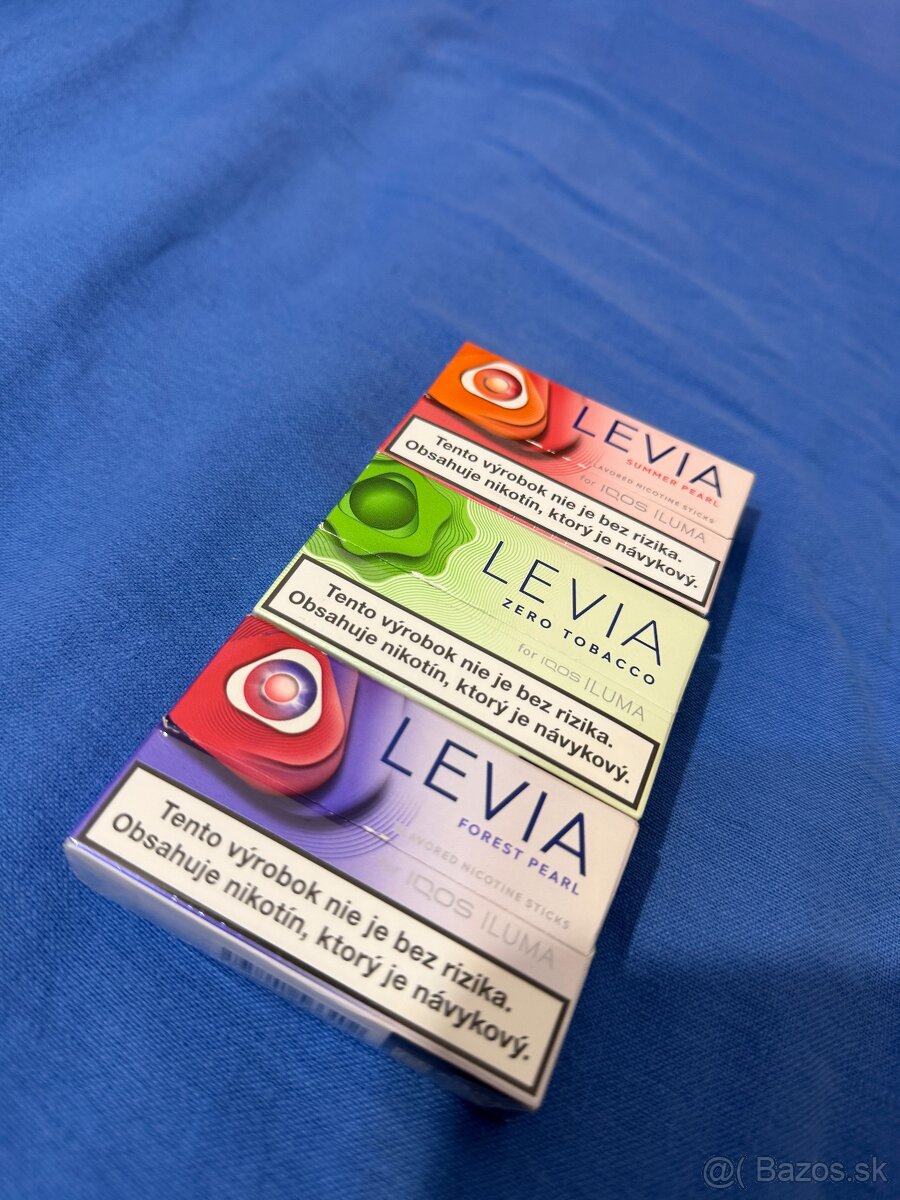 LEVIA
SUMMER PEARL
FLAVORED NICOTINE STICKS
for IQOS ILUMA
Tento výrobok nie je bez rizika.
Obsahuje nikotín, ktorý je návykový.
LEVIA
ZERO TOBACCO
for IQOS ILUMA
Tento výrobok nie je bez rizika.
Obsahuje nikotín, ktorý je návykový.
LEVIA
FOREST PEARL
FLAVORED NICOTINE STICKS
for IQOS ILUMA
Tento výrobok nie je bez rizika.
Obsahuje nikotín, ktorý je návykový.
@( Bazos.sk